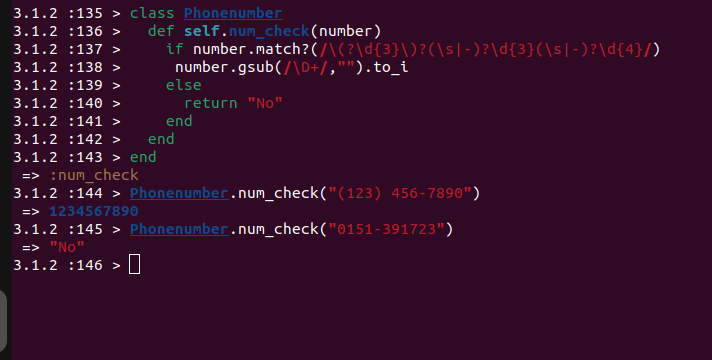 3.1.2 :135 > class Phonenumber
3.1.2 :136 >   def self.num_check(number)
3.1.2 :137 >     if number.match?(/\(?\d{3}\)?(\s|-)?\d{3}(\s|-)?\d{4}/)
3.1.2 :138 >      number.gsub(/\D+/,"").to_i
3.1.2 :139 >     else
3.1.2 :140 >       return "No"
3.1.2 :141 >     end
3.1.2 :142 >   end
3.1.2 :143 > end
 => :num_check
3.1.2 :144 > Phonenumber.num_check("(123) 456-7890")
 => 1234567890
3.1.2 :145 > Phonenumber.num_check("0151-391723")
 => "No"
3.1.2 :146 >